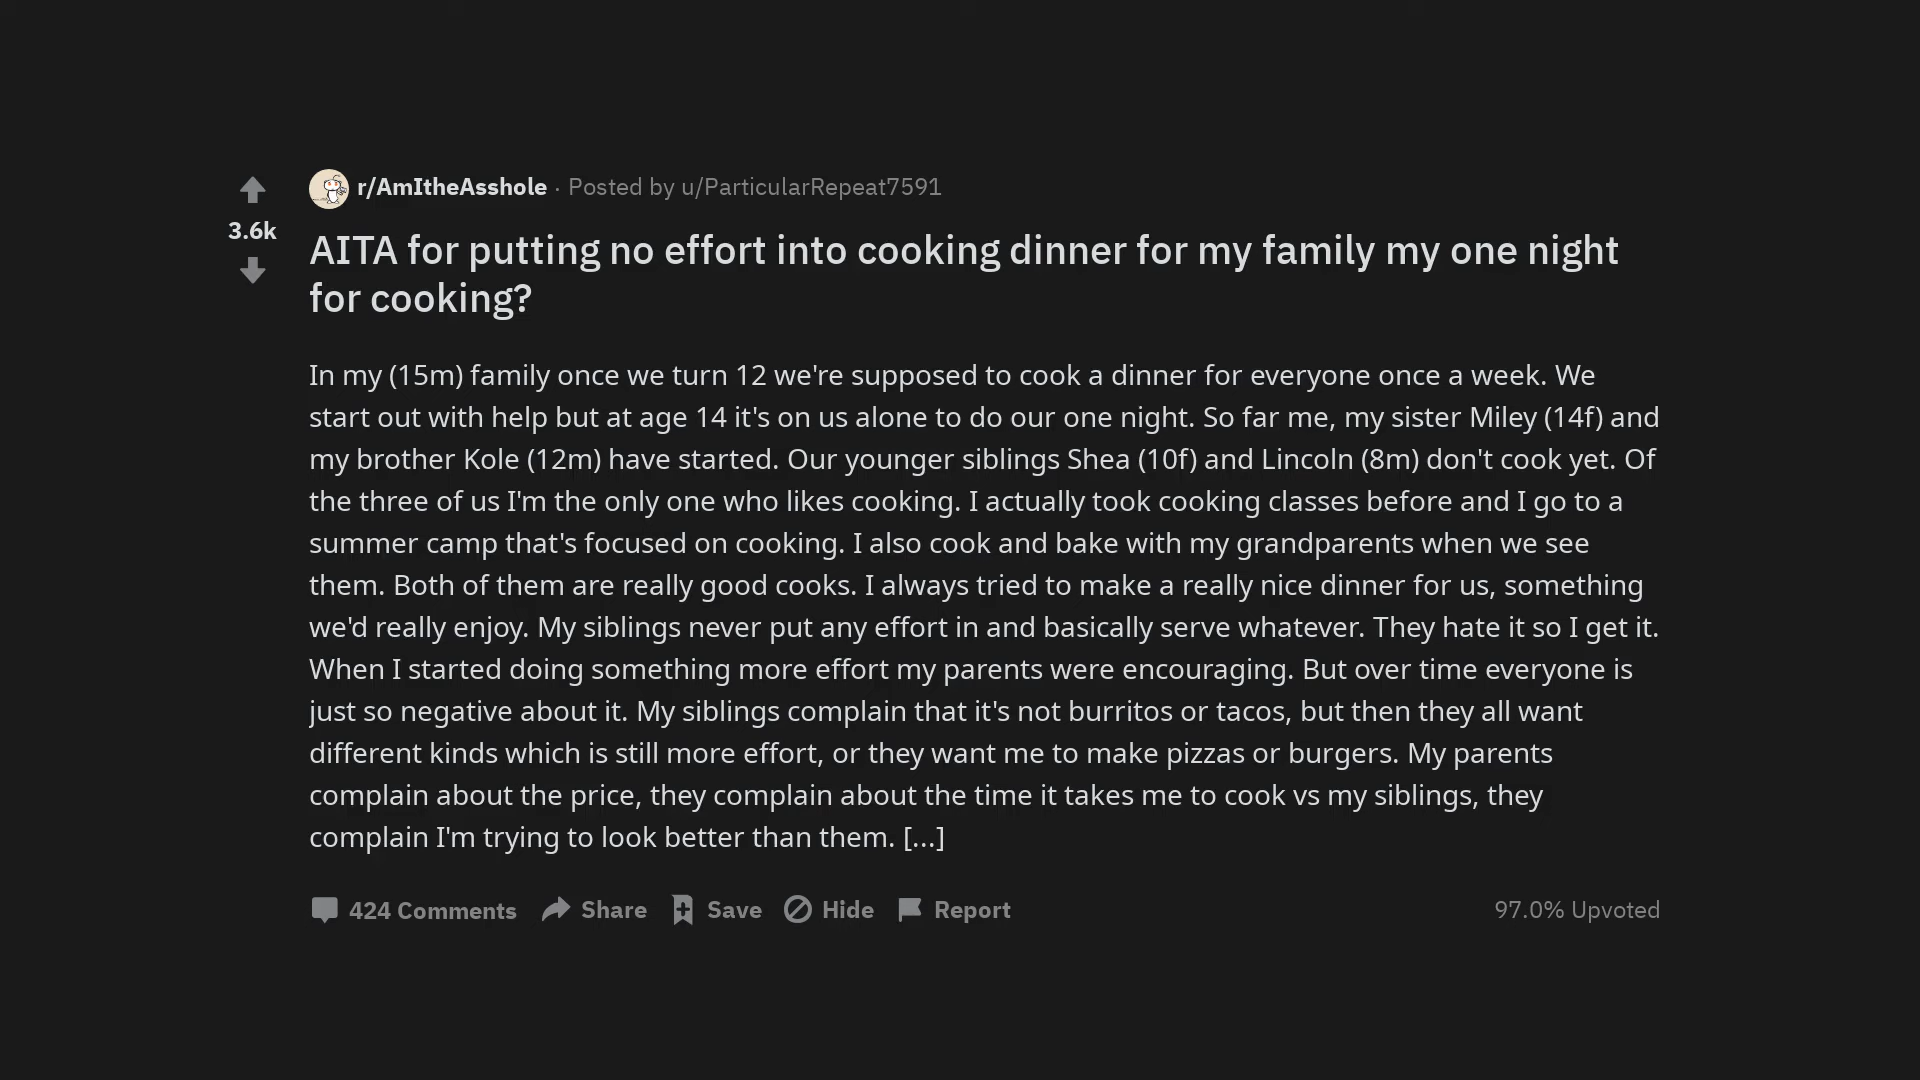 r/AmItheAsshole · Posted by u/ParticularRepeat7591
3.6k
AITA for putting no effort into cooking dinner for my family my one night
for cooking?
In my (15m) family once we turn 12 we're supposed to cook a dinner for everyone once a week. We
start out with help but at age 14 it's on us alone to do our one night. So far me, my sister Miley (14f) and
my brother Kole (12m) have started. Our younger siblings Shea (10f) and Lincoln (8m) don't cook yet. Of
the three of us I'm the only one who likes cooking. I actually took cooking classes before and I go to a
summer camp that's focused on cooking. I also cook and bake with my grandparents when we see
them. Both of them are really good cooks. I always tried to make a really nice dinner for us, something
we'd really enjoy. My siblings never put any effort in and basically serve whatever. They hate it so I get it.
When I started doing something more effort my parents were encouraging. But over time everyone is
just so negative about it. My siblings complain that it's not burritos or tacos, but then they all want
different kinds which is still more effort, or they want me to make pizzas or burgers. My parents
complain about the price, they complain about the time it takes me to cook vs my siblings, they
complain I'm trying to look better than them. [...]
424 Comments Share Save Hide Report 97.0% Upvoted